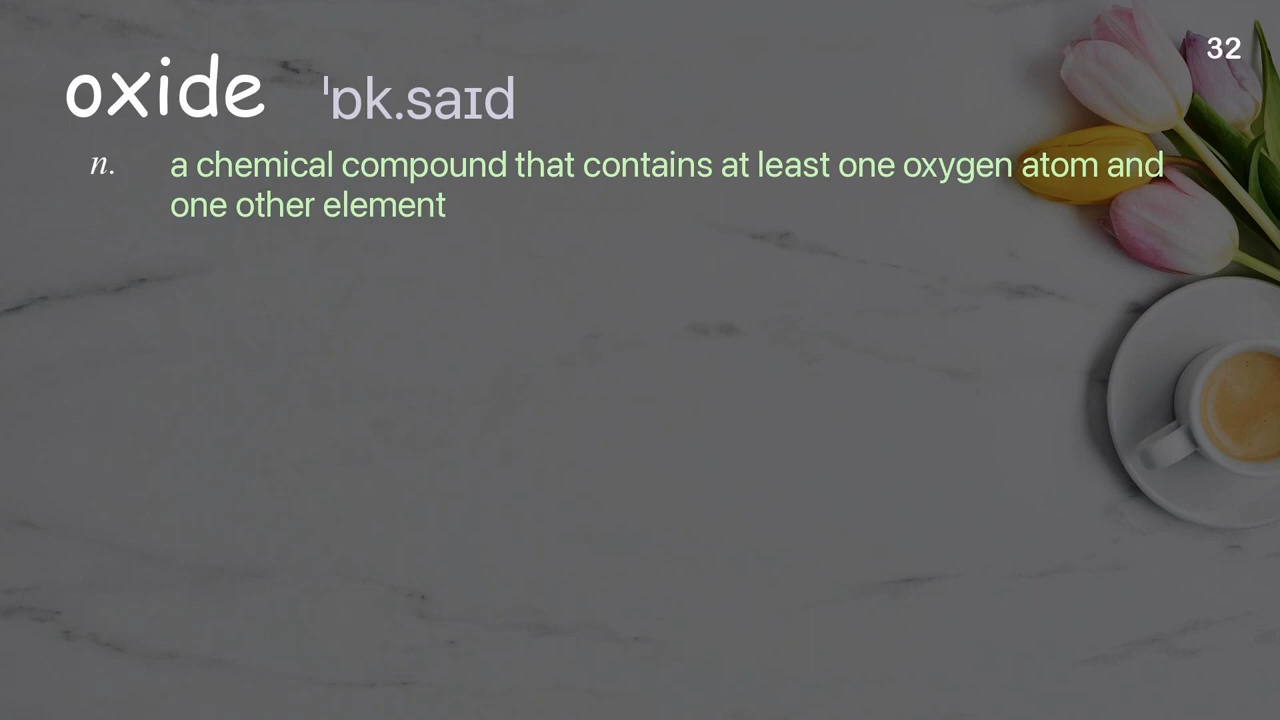 32
oxide ˈɒk.saɪd
n. a chemical compound that contains at least one oxygen atom and
one other element